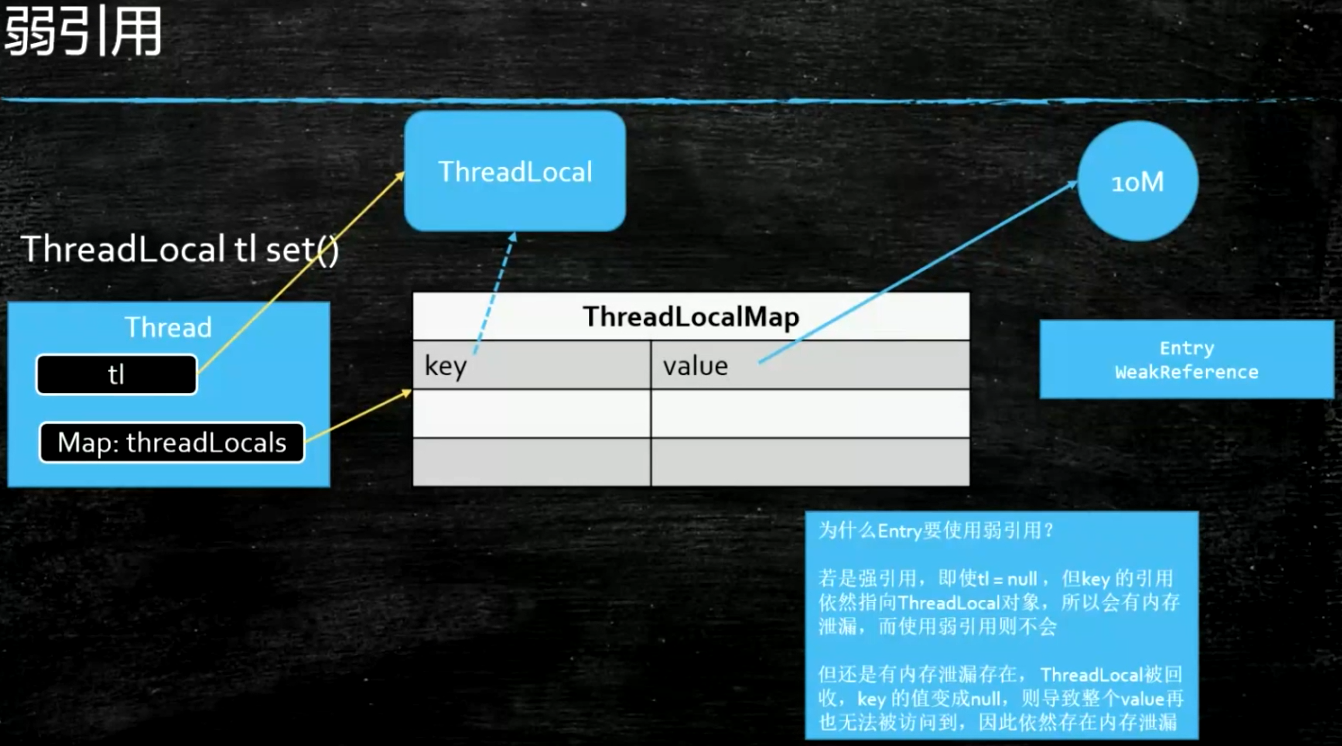 弱引用
ThreadLocal
10M
ThreadLocal tl set()
Thread
tl
Map: threadLocals
ThreadLocalMap
key
value
Entry
WeakReference
为什么Entry要使用弱引用？
若是强引用，即使tl = null ，但key 的引用
依然指向ThreadLocal对象，所以会有内存
泄漏，而使用弱引用则不会
但还是有内存泄漏存在， ThreadLocal被回
收，key 的值变成null，则导致整个value再
也无法被访问到，因此依然存在内存泄漏